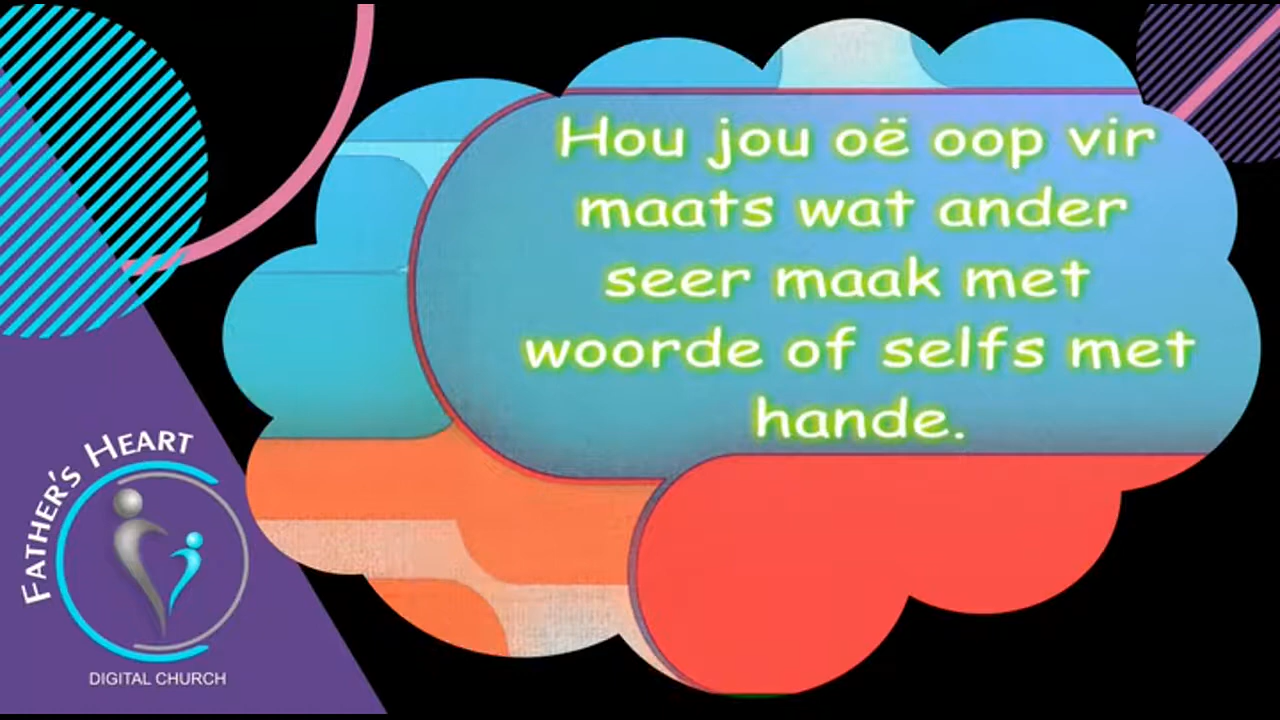 Hou jou oë oop vir
maats wat ander
seer maak met
woorde of selfs met
hande.
FATHER'S HEART
DIGITAL CHURCH